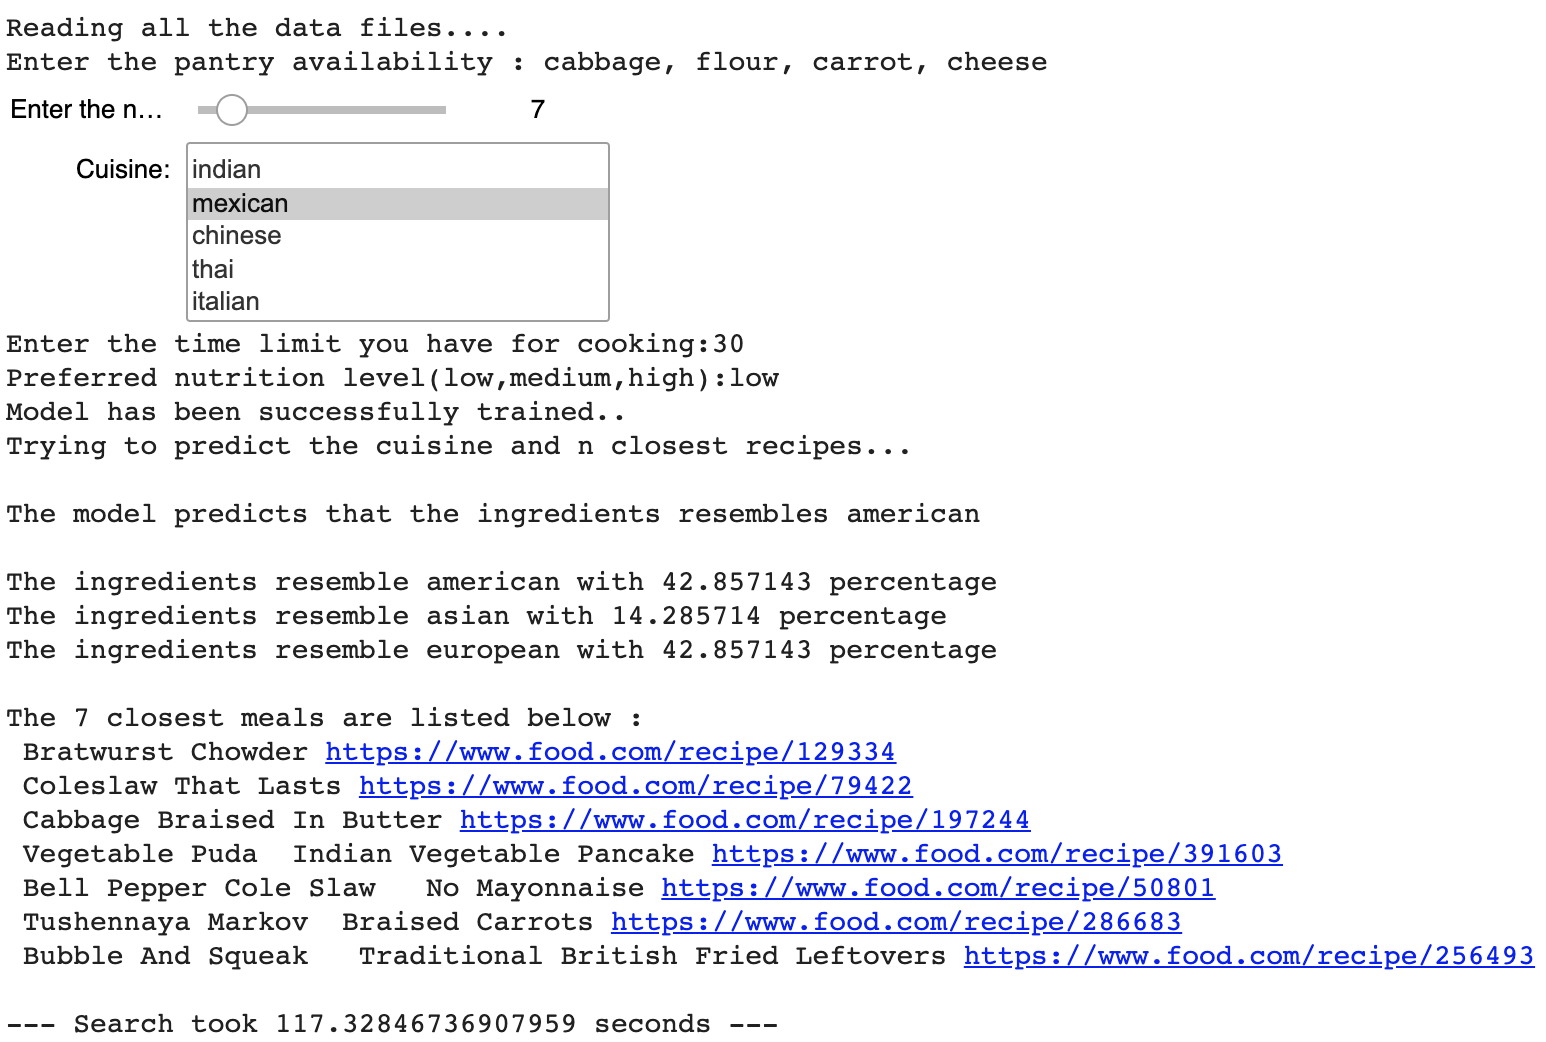 Reading all the data files....
Enter the pantry availability : cabbage, flour, carrot, cheese
Enter the n… 7
Cuisine: indian
mexican
chinese
thai
italian
Enter the time limit you have for cooking:30
Preferred nutrition level(low,medium,high):low
Model has been successfully trained..
Trying to predict the cuisine and n closest recipes...
The model predicts that the ingredients resembles american
The ingredients resemble american with 42.857143 percentage
The ingredients resemble asian with 14.285714 percentage
The ingredients resemble european with 42.857143 percentage
The 7 closest meals are listed below :
Bratwurst Chowder https://www.food.com/recipe/129334
Coleslaw That Lasts https://www.food.com/recipe/79422
Cabbage Braised In Butter https://www.food.com/recipe/197244
Vegetable Puda  Indian Vegetable Pancake https://www.food.com/recipe/391603
Bell Pepper Cole Slaw   No Mayonnaise https://www.food.com/recipe/50801
Tushennaya Markov  Braised Carrots https://www.food.com/recipe/286683
Bubble And Squeak   Traditional British Fried Leftovers https://www.food.com/recipe/256493
--- Search took 117.32846736907959 seconds ---